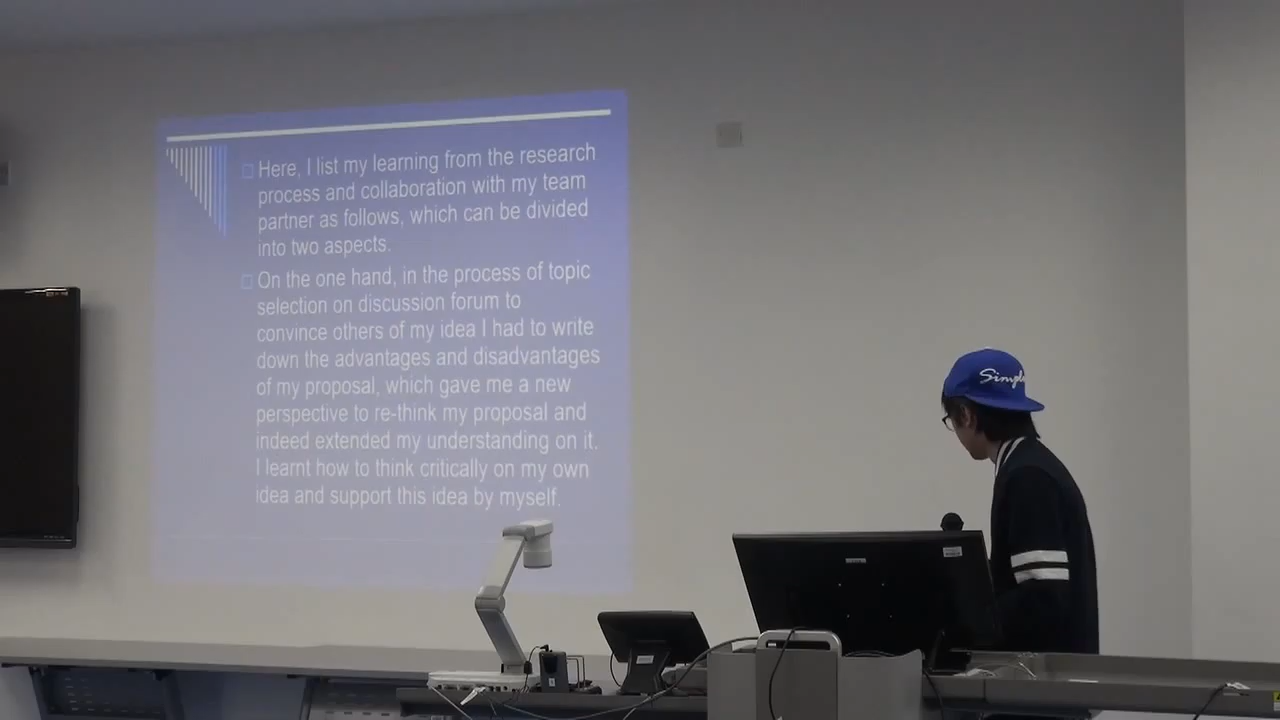 Here, I list my learning from the research
process and collaboration with my team
partner as follows, which can be divided
into two aspects.
On the one hand, in the process of topic
selection on discussion forum to
convince others of my idea I had to write
down the advantages and disadvantages
of my proposal, which gave me a new
perspective to re-think my proposal and
indeed extended my understanding on it.
I learnt how to think critically on my own
idea and support this idea by myself.